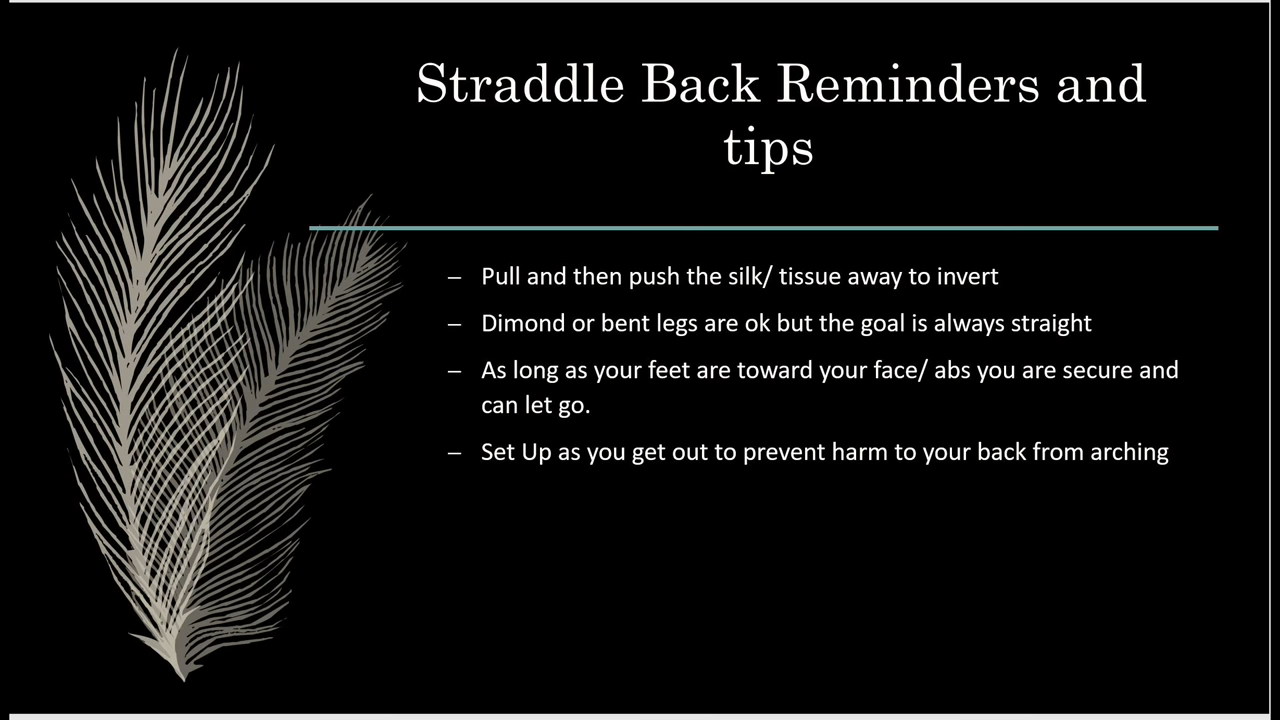 Straddle Back Reminders and
tips
– Pull and then push the silk/ tissue away to invert
– Dimond or bent legs are ok but the goal is always straight
– As long as your feet are toward your face/ abs you are secure and
can let go.
– Set Up as you get out to prevent harm to your back from arching